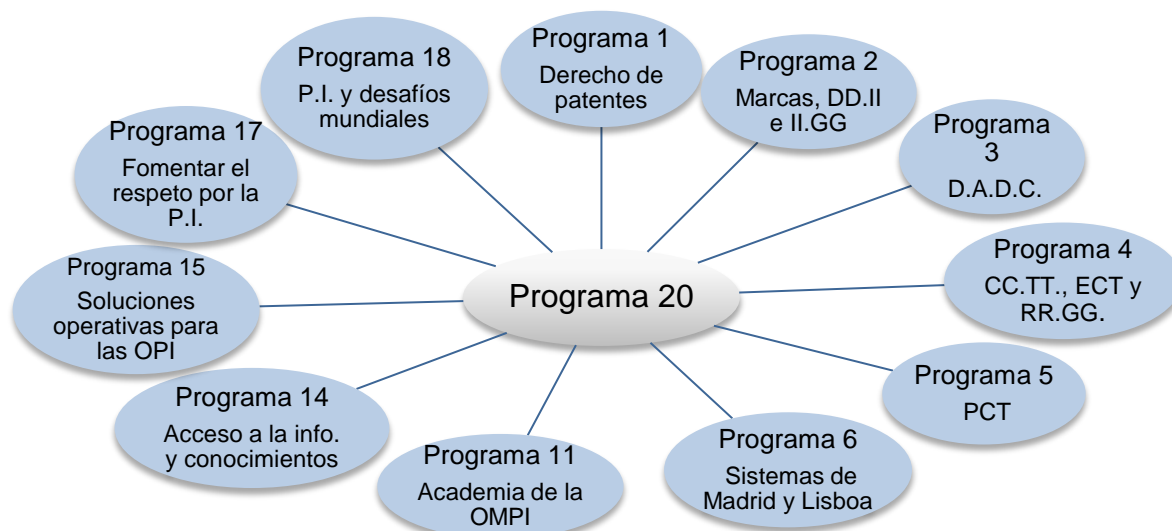 Programa 1
Derecho de
patentes
Programa 2
Marcas, DD.II
e II.GG
Programa
3
D.A.D.C.
Programa 4
CC.TT., ECT y
RR.GG.
Programa 5
PCT
Programa 6
Sistemas de
Madrid y Lisboa
Programa 11
Academia de la
OMPI
Programa 14
Acceso a la info.
y conocimientos
Programa 15
Soluciones
operativas para
las OPI
Programa 17
Fomentar el
respeto por la
P.I.
Programa 18
P.I. y desafíos
mundiales
Programa 20